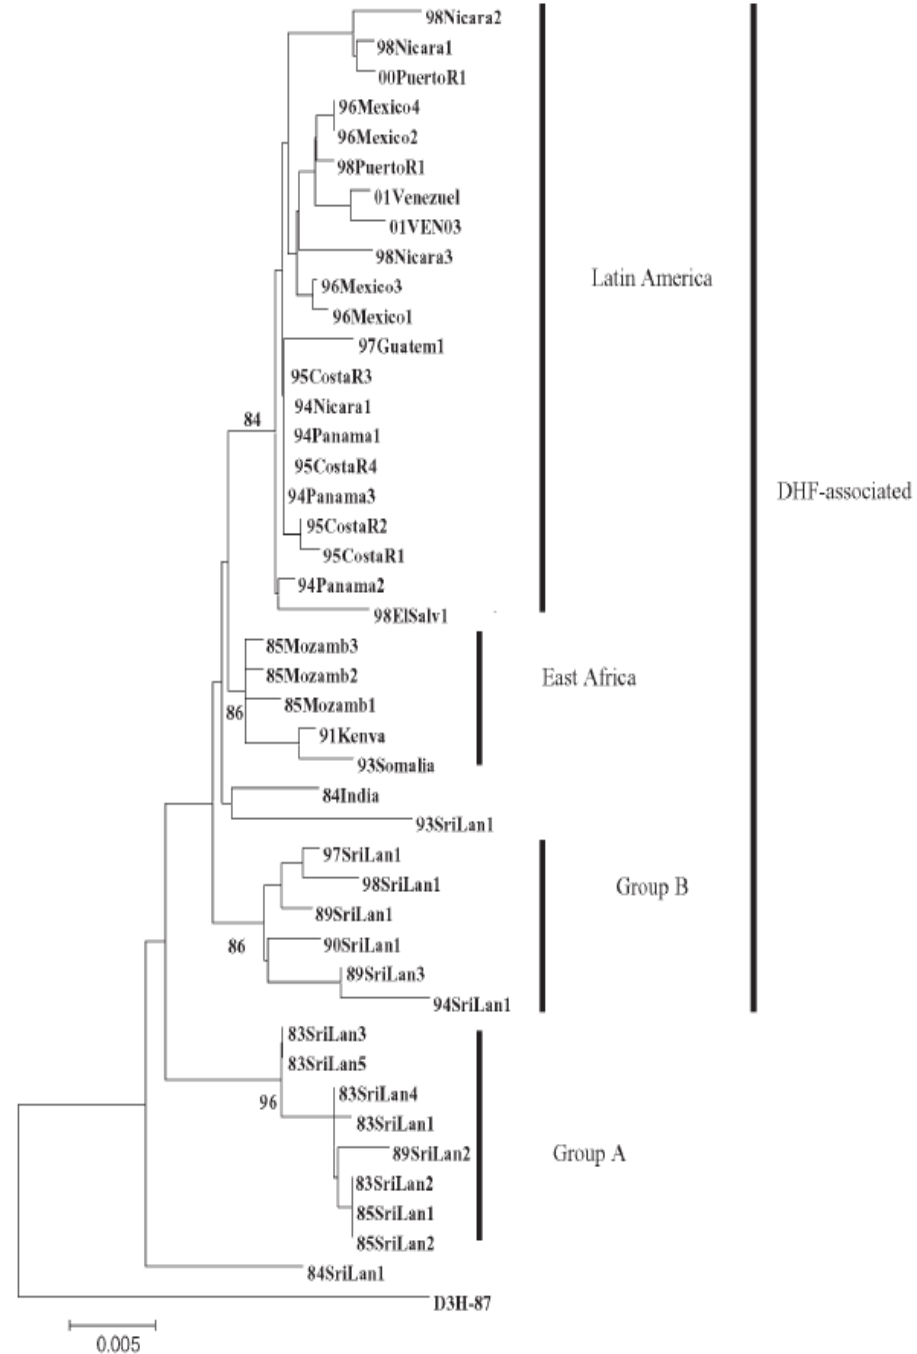 98Nicara2
98Nicara1
00PuertoR1
96Mexico4
96Mexico2
98PuertoR1
01Venezuel
01VEN03
98Nicara3
Latin America
96Mexico3
96Mexico1
97Guatem1
95CostaR3
94Nicara1
84
94Panama1
95CostaR4
DHF-associated
94Panama3
95CostaR2
95CostaR1
94Panama2
98ElSalv1
85Mozamb3
85Mozamb2
East Africa
85Mozamb1
86
91Kenva
93Somalia
84India
93SriLan1
97SriLan1
98SriLan1
Group B
89SriLan1
90SriLan1
86
89SriLan3
94SriLan1
83SriLan3
83SriLan5
83SriLan4
96
83SriLan1
89SriLan2
Group A
83SriLan2
85SriLan1
85SriLan2
84SriLan1
D3H-87
0.005